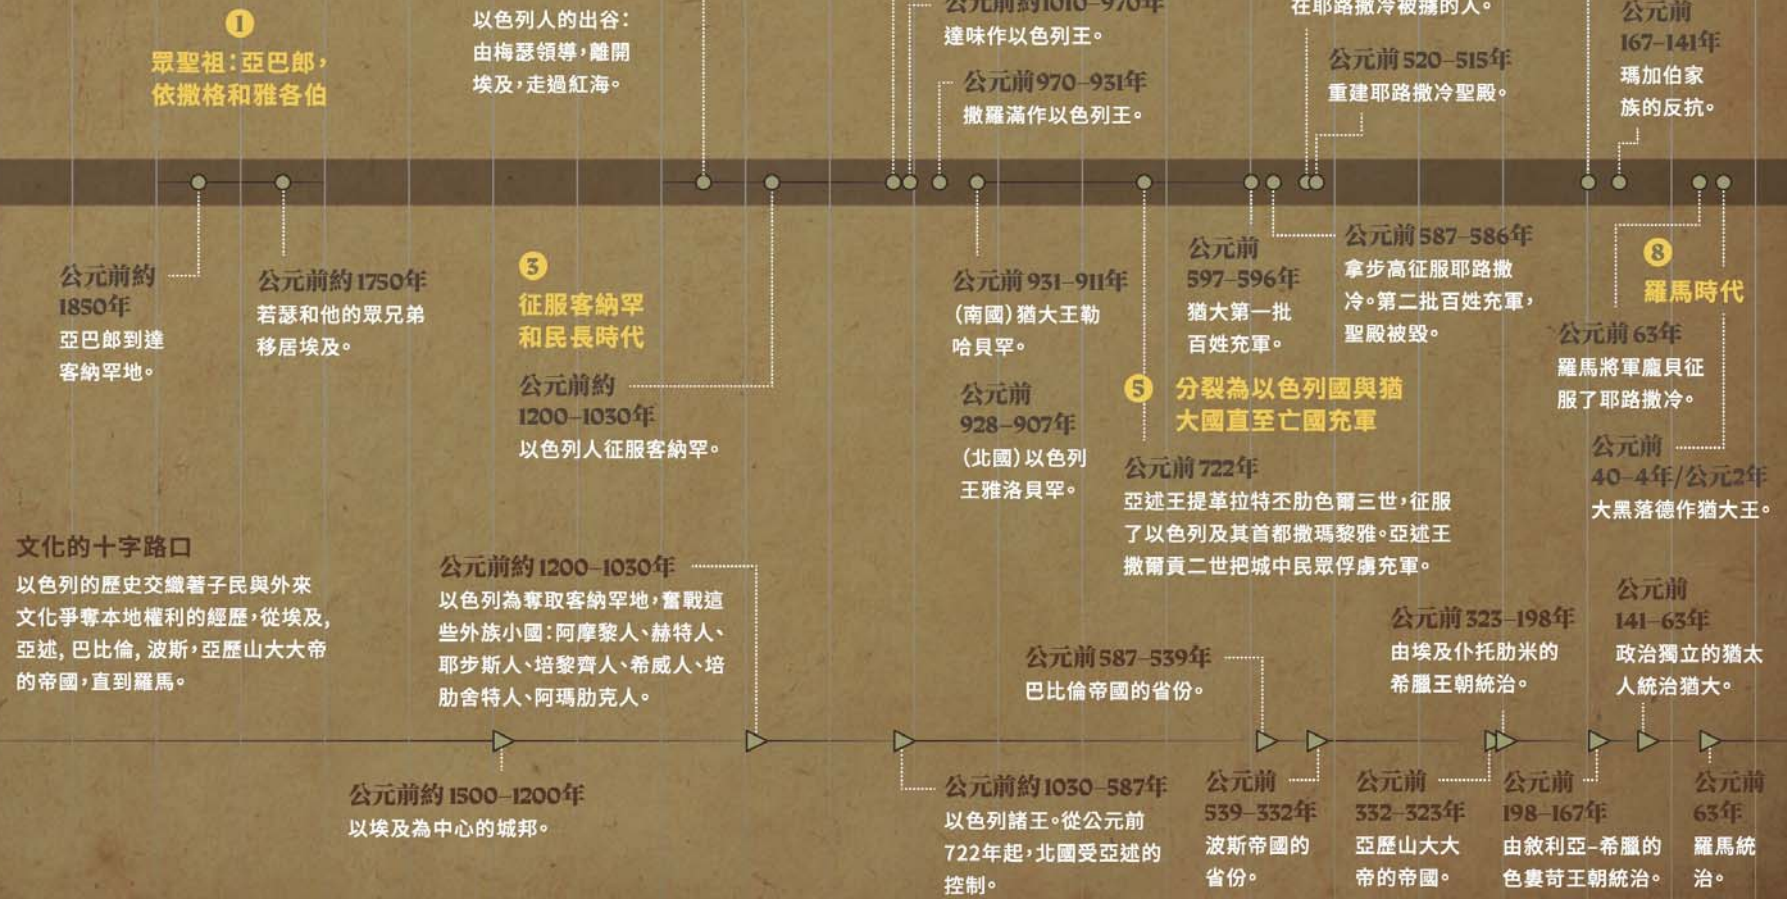 1
眾聖祖：亞巴郎，
依撒格和雅各伯
以色列人的出谷：
由梅瑟領導，離開
埃及，走過紅海。
公元前約1010–970年
達味作以色列王。
公元前970–931年
撒羅滿作以色列王。
在耶路撒冷被擄的人。
公元前520–515年
重建耶路撒冷聖殿。
公元前
167–141年
瑪加伯家
族的反抗。
公元前約
1850年
亞巴郎到達
客納罕地。
公元前約1750年
若瑟和他的眾兄弟
移居埃及。
3
征服客納罕
和民長時代
公元前約
1200–1030年
以色列人征服客納罕。
公元前931–911年
（南國）猶大王勒
哈貝罕。
公元前
928–907年
（北國）以色列
王雅洛貝罕。
公元前
597–596年
猶大第一批
百姓充軍。
公元前587–586年
拿步高征服耶路撒
冷。第二批百姓充軍，
聖殿被毀。
5
分裂為以色列國與猶
大國直至亡國充軍
公元前722年
亞述王提革拉特丕肋色爾三世，征服
了以色列及其首都撒瑪黎雅。亞述王
撒爾貢二世把城中民眾俘虜充軍。
8
羅馬時代
公元前63年
羅馬將軍龐貝征
服了耶路撒冷。
公元前
40–4年/公元2年
大黑落德作猶大王。
文化的十字路口
以色列的歷史交織著子民與外來
文化爭奪本地權利的經歷，從埃及,
亞述, 巴比倫, 波斯，亞歷山大大帝
的帝國，直到羅馬。
公元前約1200–1030年
以色列為奪取客納罕地，奮戰這
些外族小國：阿摩黎人、赫特人、
耶步斯人、培黎齊人、希威人、培
肋舍特人、阿瑪肋克人。
公元前587–539年
巴比倫帝國的省份。
公元前323–198年
由埃及仆托肋米的
希臘王朝統治。
公元前
141–63年
政治獨立的猶太
人統治猶大。
公元前約1500–1200年
以埃及為中心的城邦。
公元前約1030–587年
以色列諸王。從公元前
722年起，北國受亞述的
控制。
公元前
539–332年
波斯帝國的
省份。
公元前
332–323年
亞歷山大大
帝的帝國。
公元前
198–167年
由敘利亞–希臘的
色婁苛王朝統治。
公元前
63年
羅馬統
治。